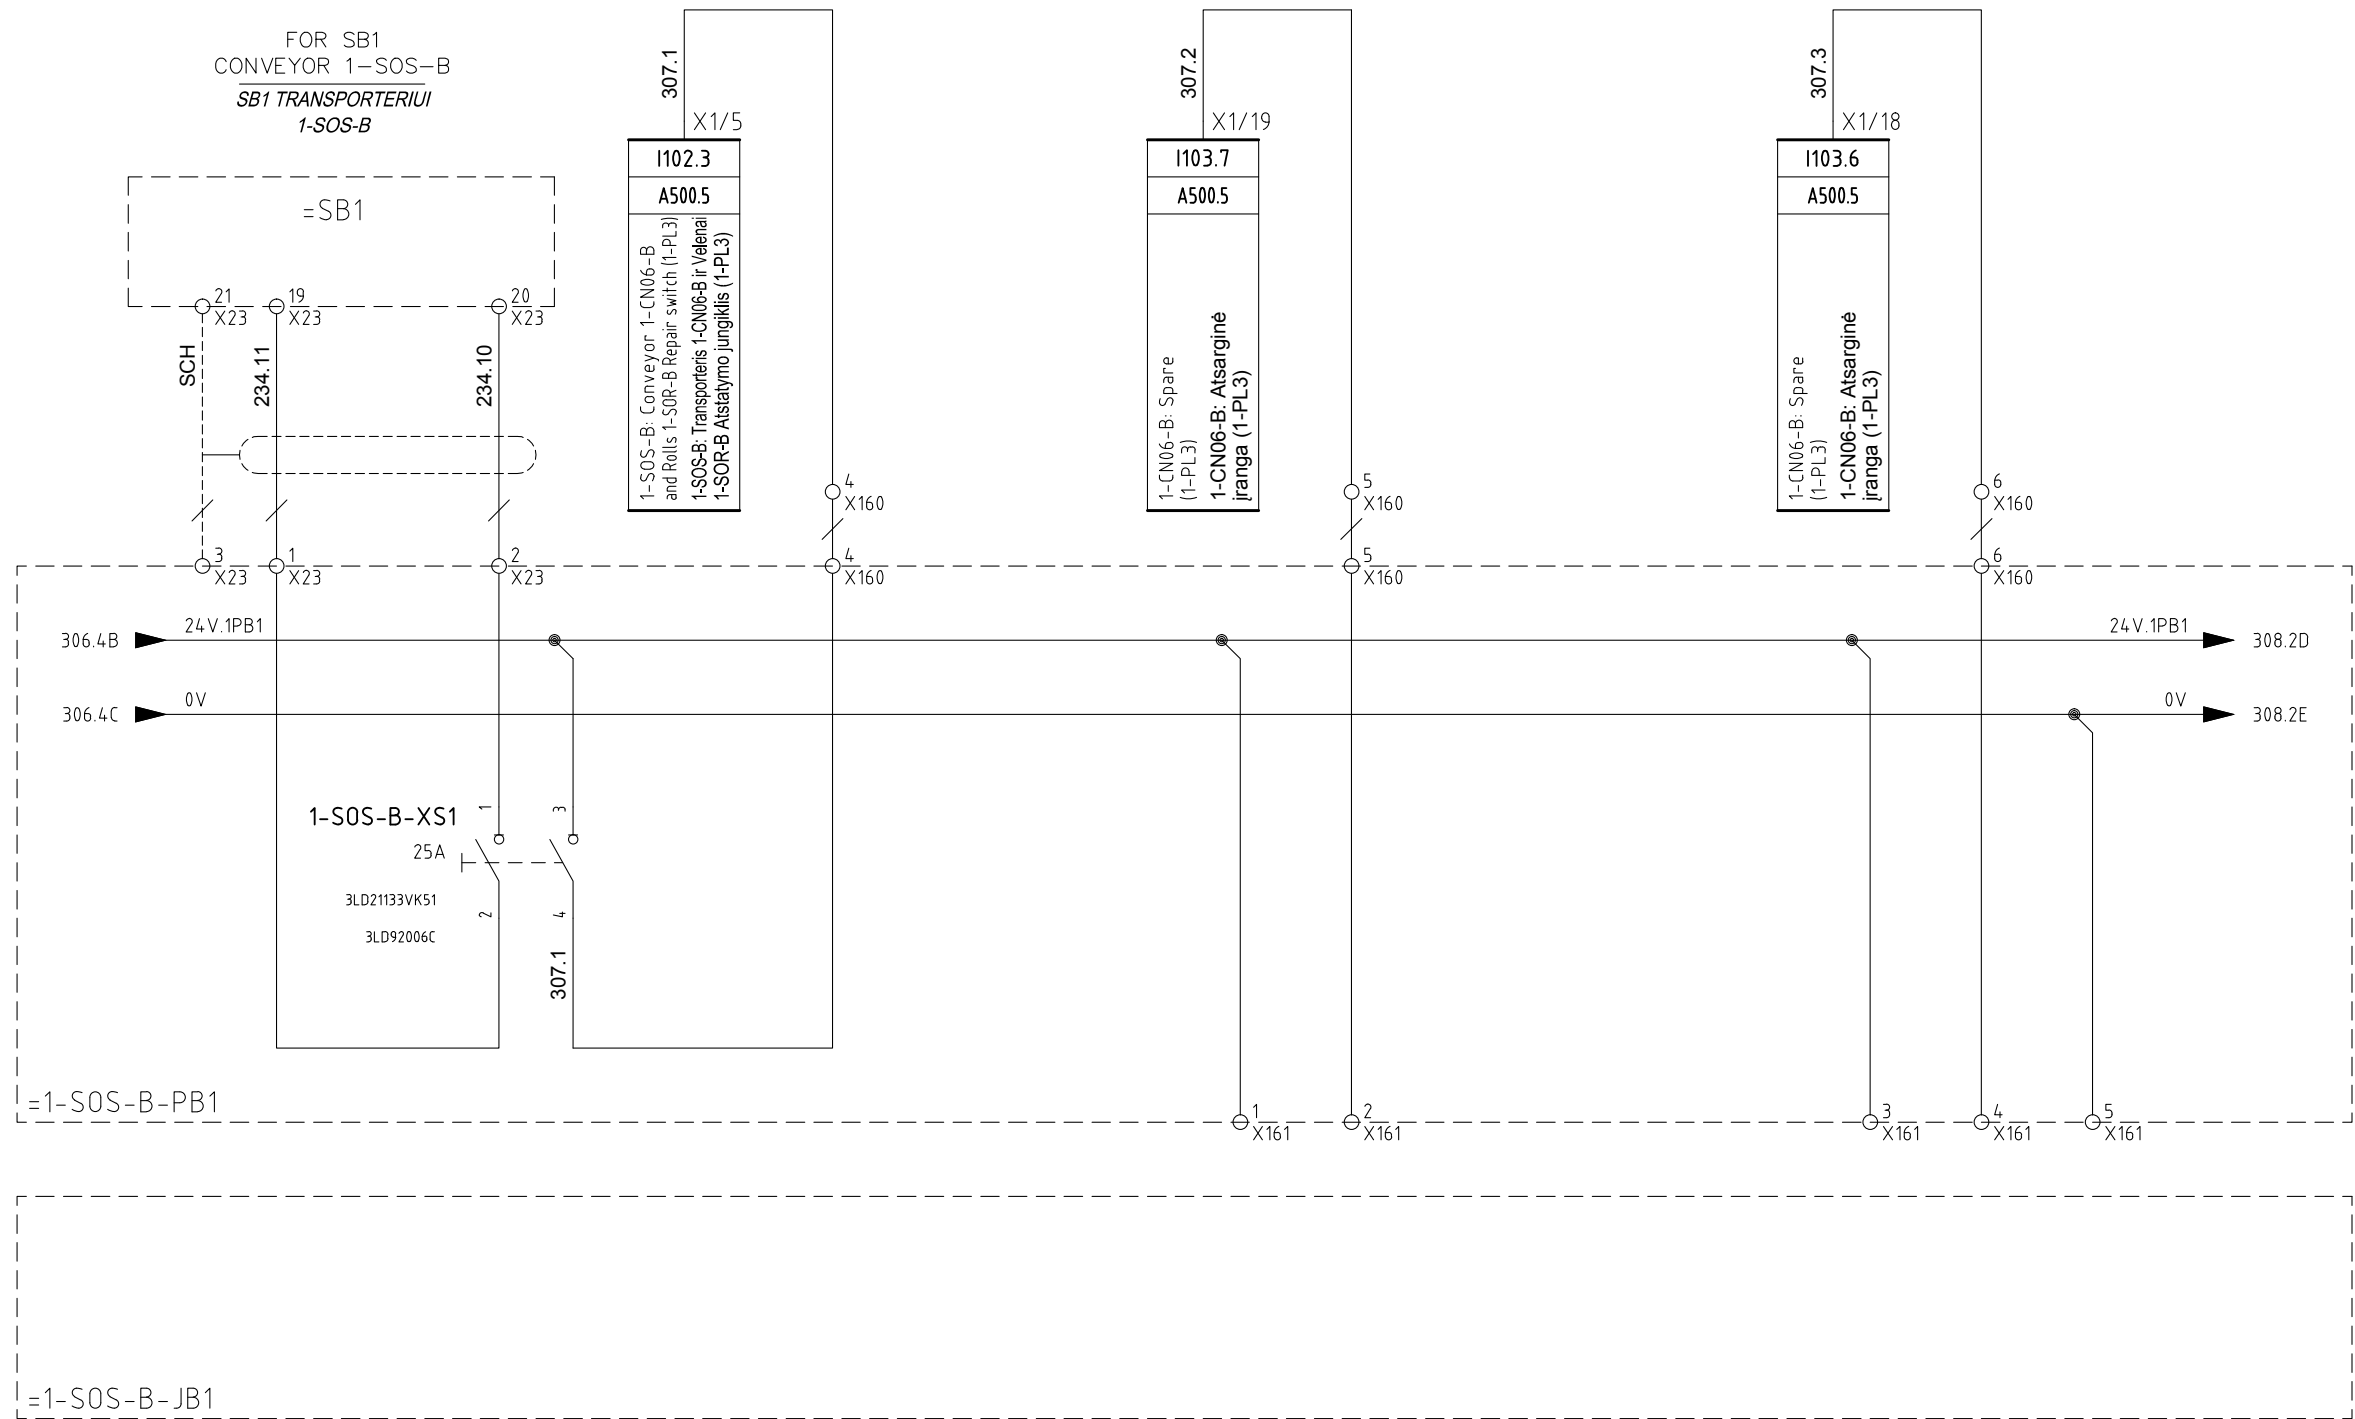 FOR SB1
CONVEYOR 1-SOS-B
SB1 TRANSPORTERIUI
1-SOS-B
=SB1
21
X23
19
X23
20
X23
SCH
234.11
234.10
3
X23
1
X23
2
X23
307.1
X1/5
I102.3
A500.5
1-SOS-B: Conveyor 1-CN06-B
and Rolls 1-SOR-B Repair switch (1-PL3)
1-SOS-B: Transporteris 1-CN06-B ir Velenai
1-SOR-B Atstatymo jungiklis (1-PL3)
4
X160
4
X160
307.2
X1/19
I103.7
A500.5
1-CN06-B: Spare
(1-PL3)
1-CN06-B: Atsarginė
įranga (1-PL3)
5
X160
5
X160
307.3
X1/18
I103.6
A500.5
1-CN06-B: Spare
(1-PL3)
1-CN06-B: Atsarginė
įranga (1-PL3)
6
X160
6
X160
306.4B
24V.1PB1
24V.1PB1
308.2D
306.4C
0V
0V
308.2E
1-SOS-B-XS1
25A
3LD21133VK51
3LD92006C
1
2
3
4
307.1
=1-SOS-B-PB1
1
X161
2
X161
3
X161
4
X161
5
X161
=1-SOS-B-JB1